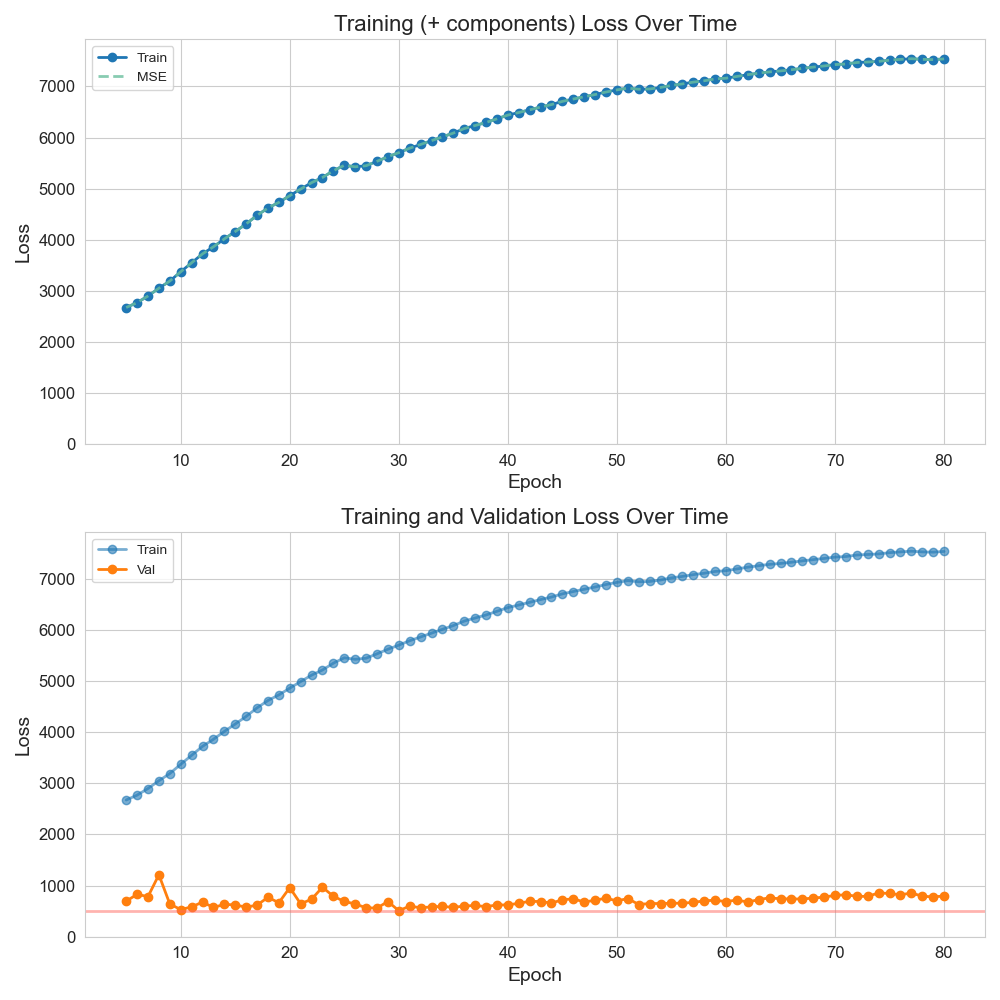 Training (+ components) Loss Over Time
Train
MSE
Loss
7000
6000
5000
4000
3000
2000
1000
0
10 20 30 40 50 60 70 80
Epoch
Training and Validation Loss Over Time
Train
Val
Loss
7000
6000
5000
4000
3000
2000
1000
0
10 20 30 40 50 60 70 80
Epoch